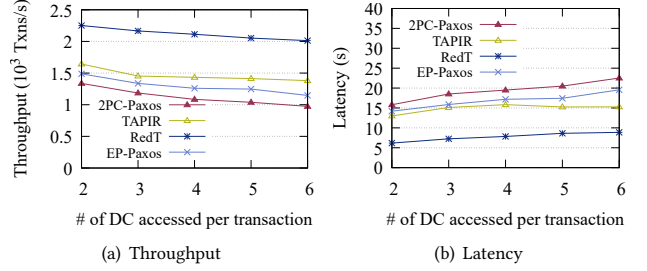 Throughput (10³ Txns/s)
2.5
2
1.5
1
0.5
0
2PC-Paxos
TAPIR
RedT
EP-Paxos
2 3 4 5 6
# of DC accessed per transaction
(a) Throughput
Latency (s)
40
35
30
25
20
15
10
5
0
2PC-Paxos
TAPIR
RedT
EP-Paxos
2 3 4 5 6
# of DC accessed per transaction
(b) Latency